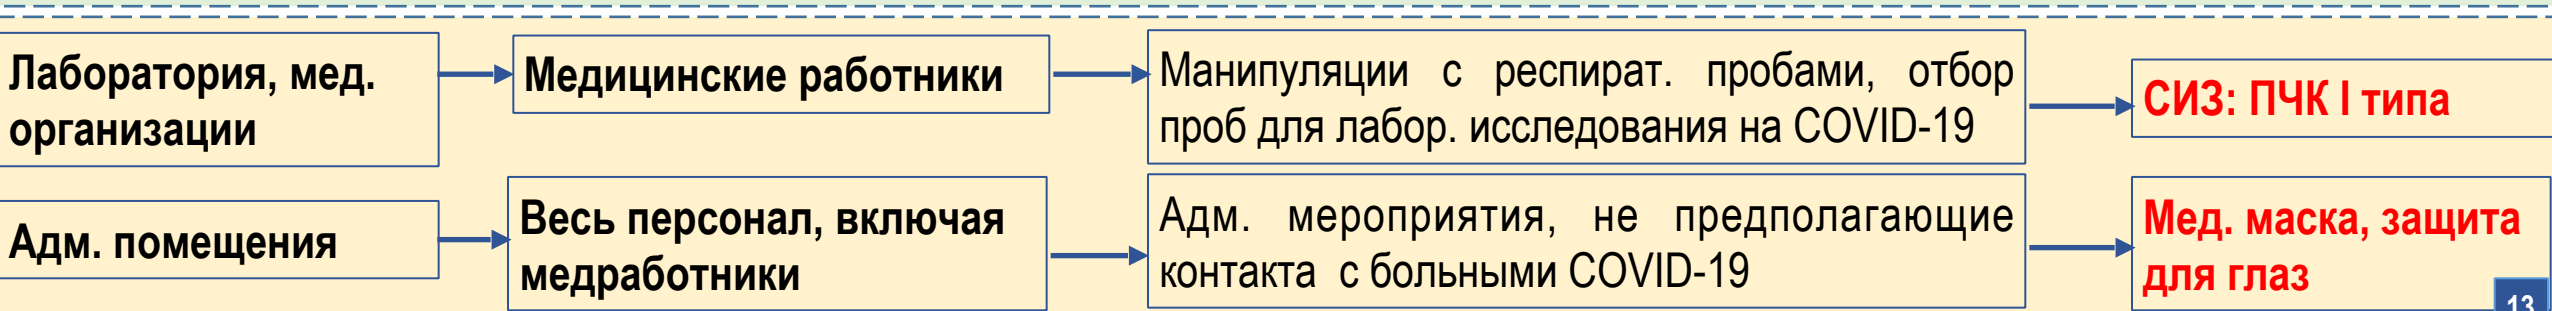 Лаборатория, мед.
организации
Медицинские работники
Манипуляции с респират. пробами, отбор
проб для лабор. исследования на COVID-19
СИЗ: ПЧК I типа
Адм. помещения
Весь персонал, включая
медработники
Адм. мероприятия, не предполагающие
контакта с больными COVID-19
Мед. маска, защита
для глаз
13